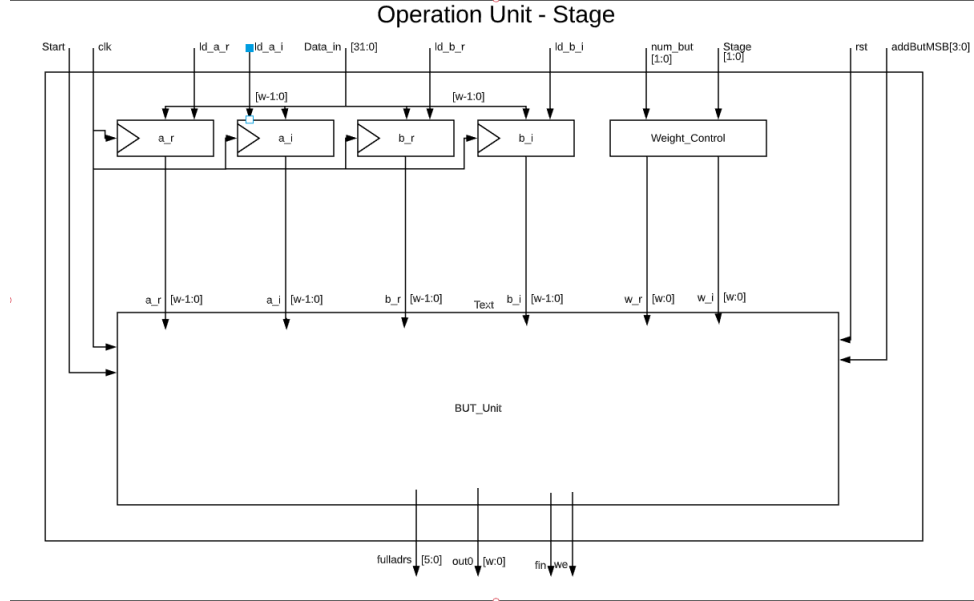 Operation Unit - Stage
Start
clk
ld_a_r
ld_a_i
Data_in [31:0]
ld_b_r
ld_b_i
num_but
[1:0]
Stage
[1:0]
rst
addButMSB[3:0]
[w-1:0]
[w-1:0]
a_r
a_i
b_r
b_i
Weight_Control
a_r [w-1:0]
a_i [w-1:0]
b_r [w-1:0]
Text
b_i [w-1:0]
w_r [w:0]
w_i [w:0]
BUT_Unit
fulladrs [5:0]
out0 [w:0]
fin
we